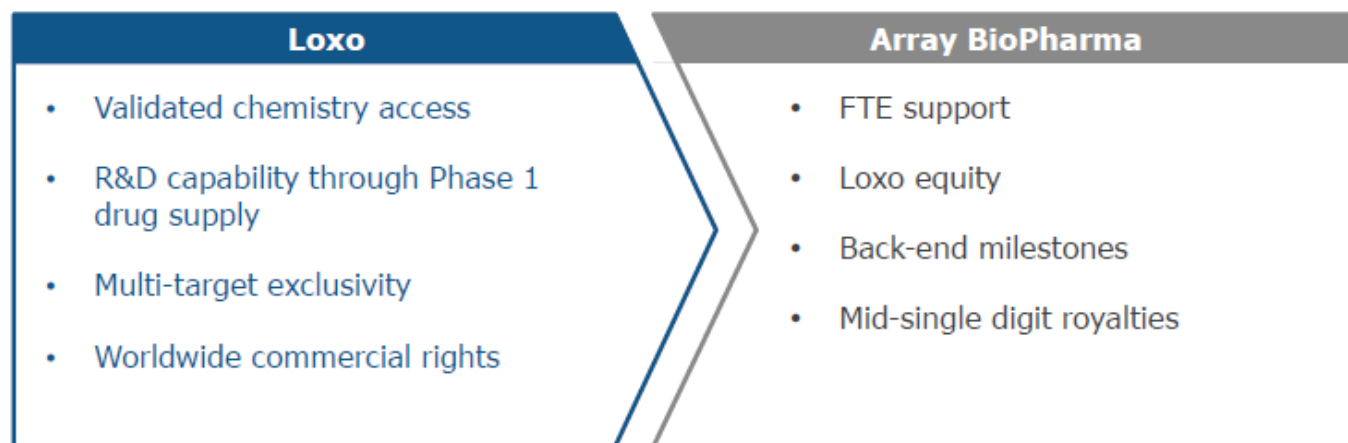 Loxo
• Validated chemistry access
• R&D capability through Phase 1
drug supply
• Multi-target exclusivity
• Worldwide commercial rights
Array BioPharma
• FTE support
• Loxo equity
• Back-end milestones
• Mid-single digit royalties